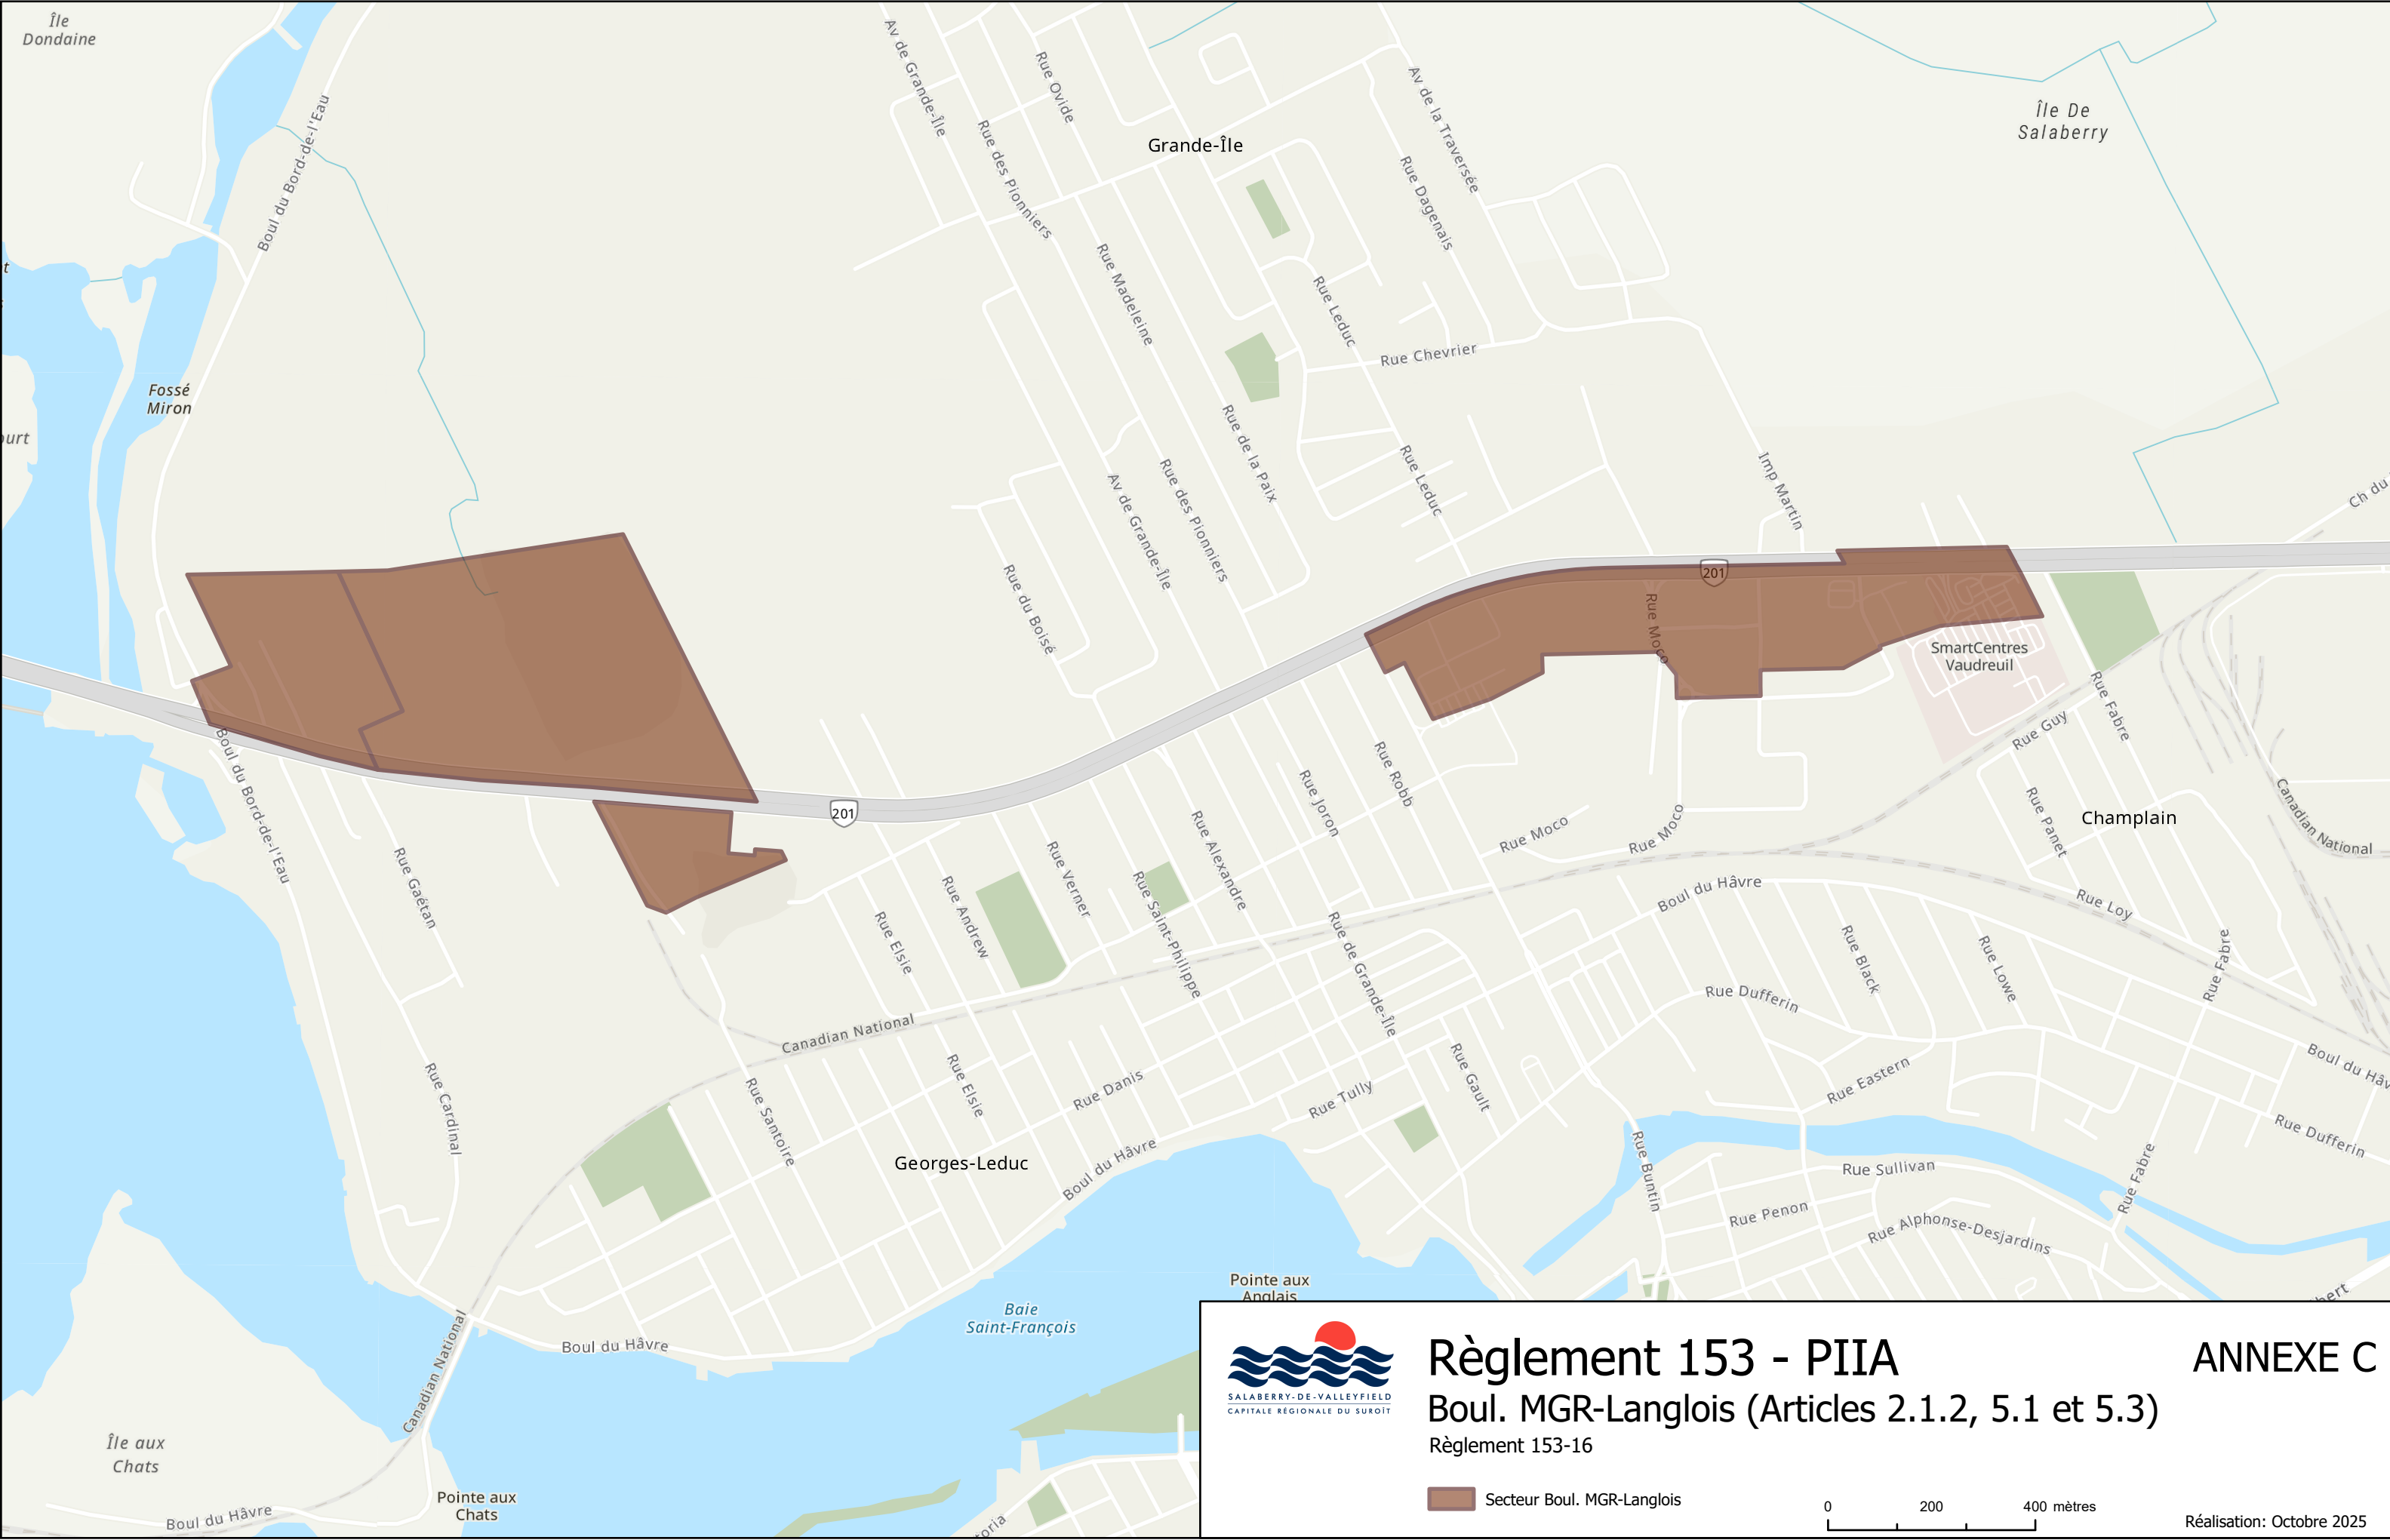 Île
Dondaine
Boul du Bord-de-l'Eau
Av de Grande-Île
Rue Ovide
Rue des Pionniers
Grande-Île
Av de la Traversée
Rue Dagenais
Île De
Salaberry
Rue Madeleine
Rue Leduc
Rue Chevrier
Fossé
Miron
Rue de la Paix
Rue Leduc
Imp Martin
Ch du
Av de Grande-Île
Rue des Pionniers
Rue du Boisé
201
Rue Moco
SmartCentres
Vaudreuil
Rue Fabre
Rue Guy
Boul du Bord-de-l'Eau
201
Rue Robb
Rue Joron
Rue Moco
Rue Moco
Rue Panet
Champlain
Canadian National
Rue Gaétan
Rue Verner
Rue Alexandre
Rue Andrew
Rue Elsie
Rue Saint-Philippe
Rue de Grande-Île
Boul du Hâvre
Rue Loy
Rue Black
Rue Lowe
Rue Fabre
Rue Dufferin
Canadian National
Rue Cardinal
Rue Santoire
Rue Elsie
Rue Danis
Rue Tully
Rue Gault
Rue Eastern
Boul du Hâv
Rue Dufferin
Georges-Leduc
Boul du Hâvre
Rue Buntin
Rue Sullivan
Rue Penon
Rue Alphonse-Desjardins
Rue Fabre
Pointe aux
Anglais
Baie
Saint-François
Boul du Hâvre
Canadian National
Île aux
Chats
Pointe aux
Chats
Boul du Hâvre
SALABERRY-DE-VALLEYFIELD
CAPITALE RÉGIONALE DU SUROÎT
Règlement 153 - PIIA
ANNEXE C
Boul. MGR-Langlois (Articles 2.1.2, 5.1 et 5.3)
Règlement 153-16
Secteur Boul. MGR-Langlois
0 200 400 mètres
Réalisation: Octobre 2025